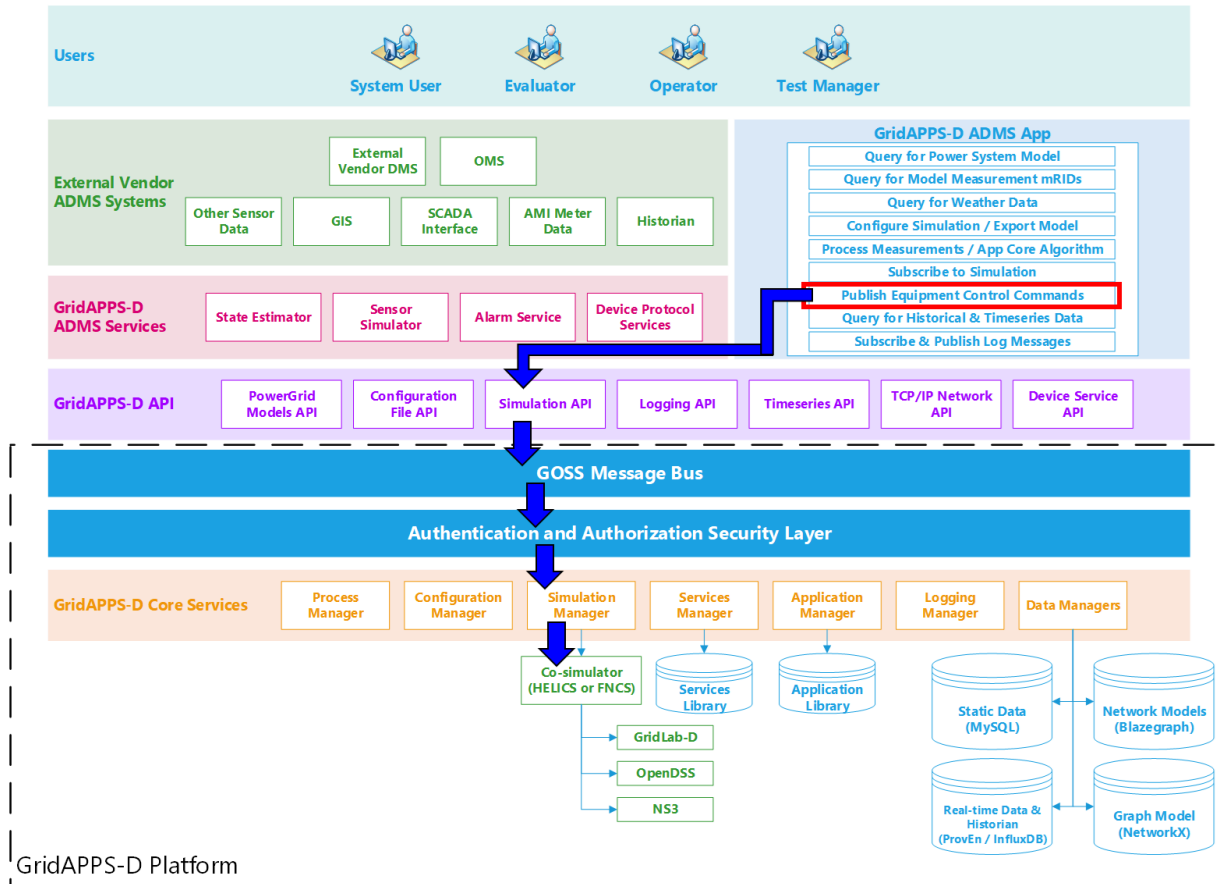 Users
System User
Evaluator
Operator
Test Manager
External Vendor
ADMS Systems
External
Vendor DMS
OMS
Other Sensor
Data
GIS
SCADA
Interface
AMI Meter
Data
Historian
GridAPPS-D ADMS App
Query for Power System Model
Query for Model Measurement mRIDs
Query for Weather Data
Configure Simulation / Export Model
Process Measurements / App Core Algorithm
Subscribe to Simulation
Publish Equipment Control Commands
Query for Historical & Timeseries Data
Subscribe & Publish Log Messages
GridAPPS-D
ADMS Services
State Estimator
Sensor
Simulator
Alarm Service
Device Protocol
Services
GridAPPS-D API
PowerGrid
Models API
Configuration
File API
Simulation API
Logging API
Timeseries API
TCP/IP Network
API
Device Service
API
GOSS Message Bus
Authentication and Authorization Security Layer
GridAPPS-D Core Services
Process
Manager
Configuration
Manager
Simulation
Manager
Services
Manager
Application
Manager
Logging
Manager
Data Managers
Co-simulator
(HELICS or FNCS)
Services
Library
Application
Library
GridLab-D
OpenDSS
NS3
Static Data
(MySQL)
Network Models
(Blazegraph)
Real-time Data &
Historian
(ProvEn / InfluxDB)
Graph Model
(NetworkX)
GridAPPS-D Platform